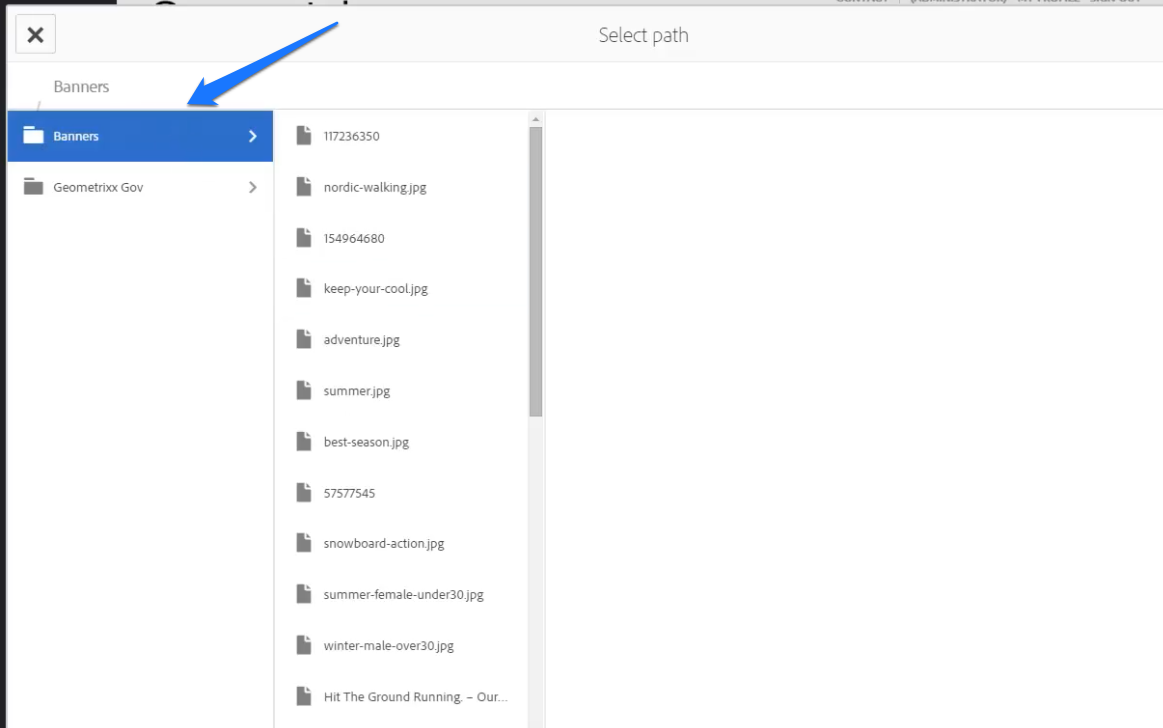 Select path
Banners
Banners
Geometrixx Gov
117236350
nordic-walking.jpg
154964680
keep-your-cool.jpg
adventure.jpg
summer.jpg
best-season.jpg
57577545
snowboard-action.jpg
summer-female-under30.jpg
winter-male-over30.jpg
Hit The Ground Running. – Our...